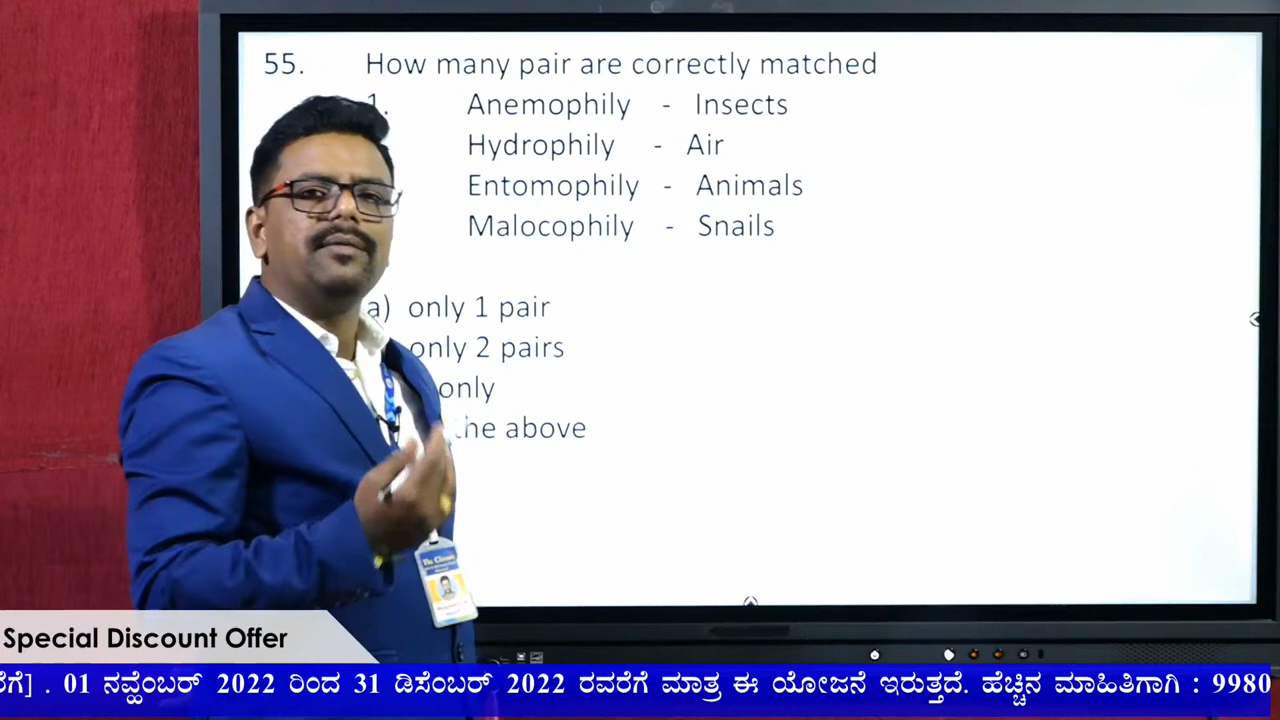 55. How many pair are correctly matched
1. Anemophily - Insects
Hydrophily - Air
Entomophily - Animals
Malocophily - Snails
a) only 1 pair
only 2 pairs
only
the above
Special Discount Offer
ರೆಗೆ] . 01 ನವ್ಹೆಂಬರ್ 2022 ರಿಂದ 31 ಡಿಸೆಂಬರ್ 2022 ರವರೆಗೆ ಮಾತ್ರ ಈ ಯೋಜನೆ ಇರುತ್ತದೆ. ಹೆಚ್ಚಿನ ಮಾಹಿತಿಗಾಗಿ : 9980